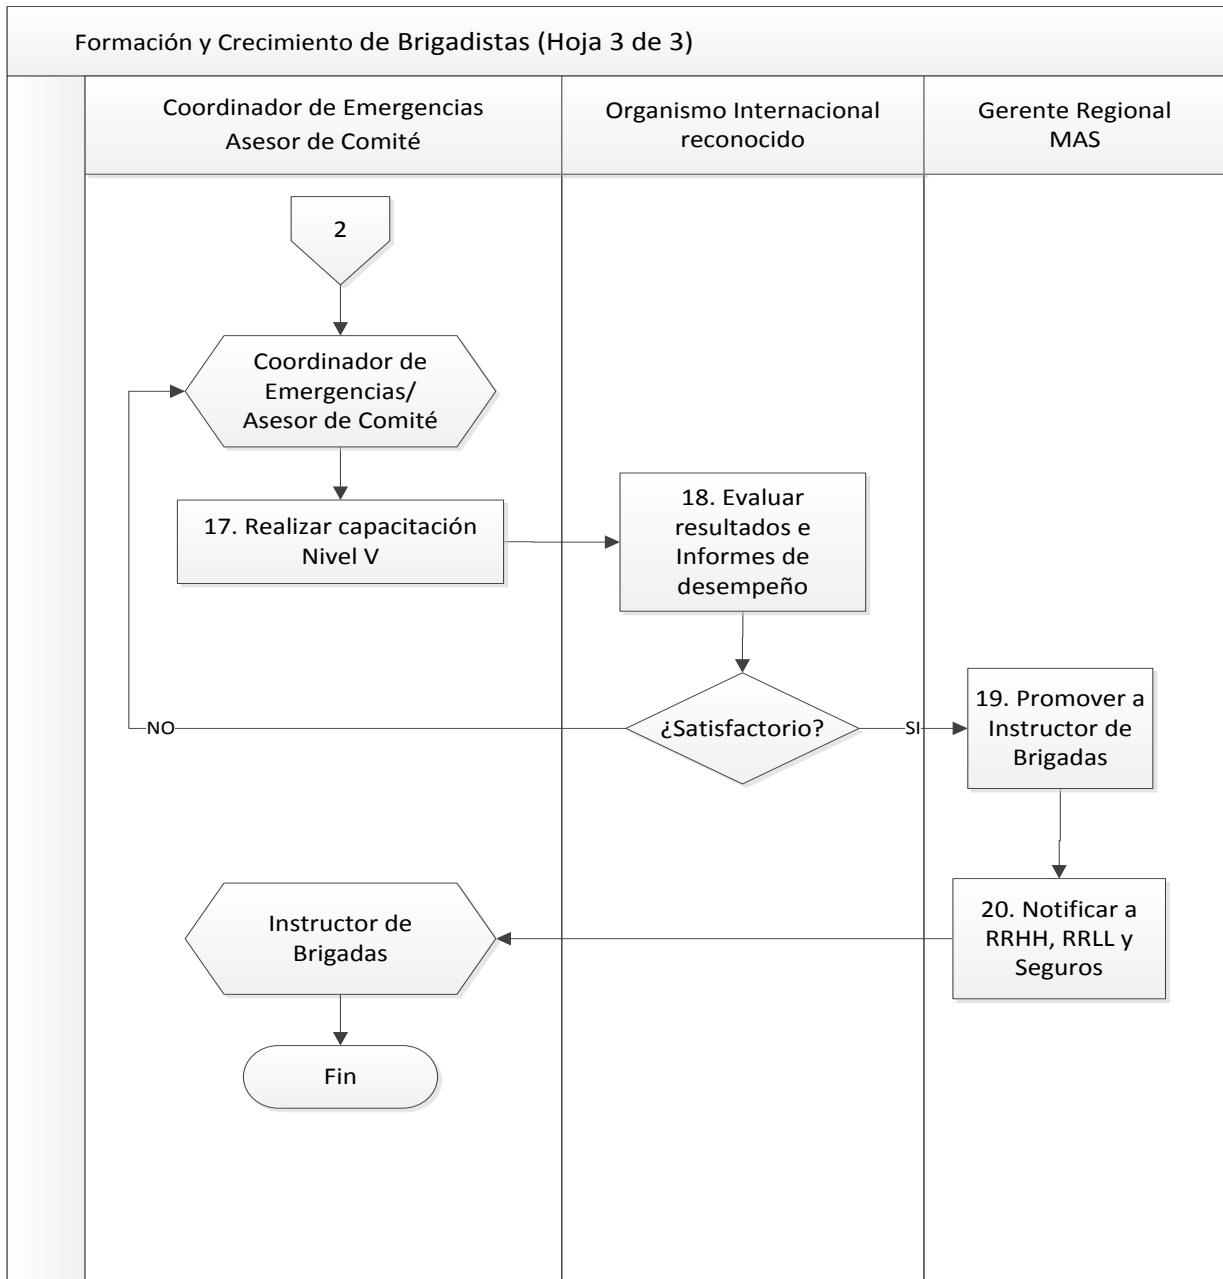 Formación y Crecimiento de Brigadistas (Hoja 3 de 3)
Coordinador de Emergencias
Asesor de Comité
Organismo Internacional
reconocido
Gerente Regional
MAS
2
Coordinador de
Emergencias/
Asesor de Comité
17. Realizar capacitación
Nivel V
18. Evaluar
resultados e
Informes de
desempeño
¿Satisfactorio?
NO
SI
19. Promover a
Instructor de
Brigadas
20. Notificar a
RRHH, RRLL y
Seguros
Instructor de
Brigadas
Fin